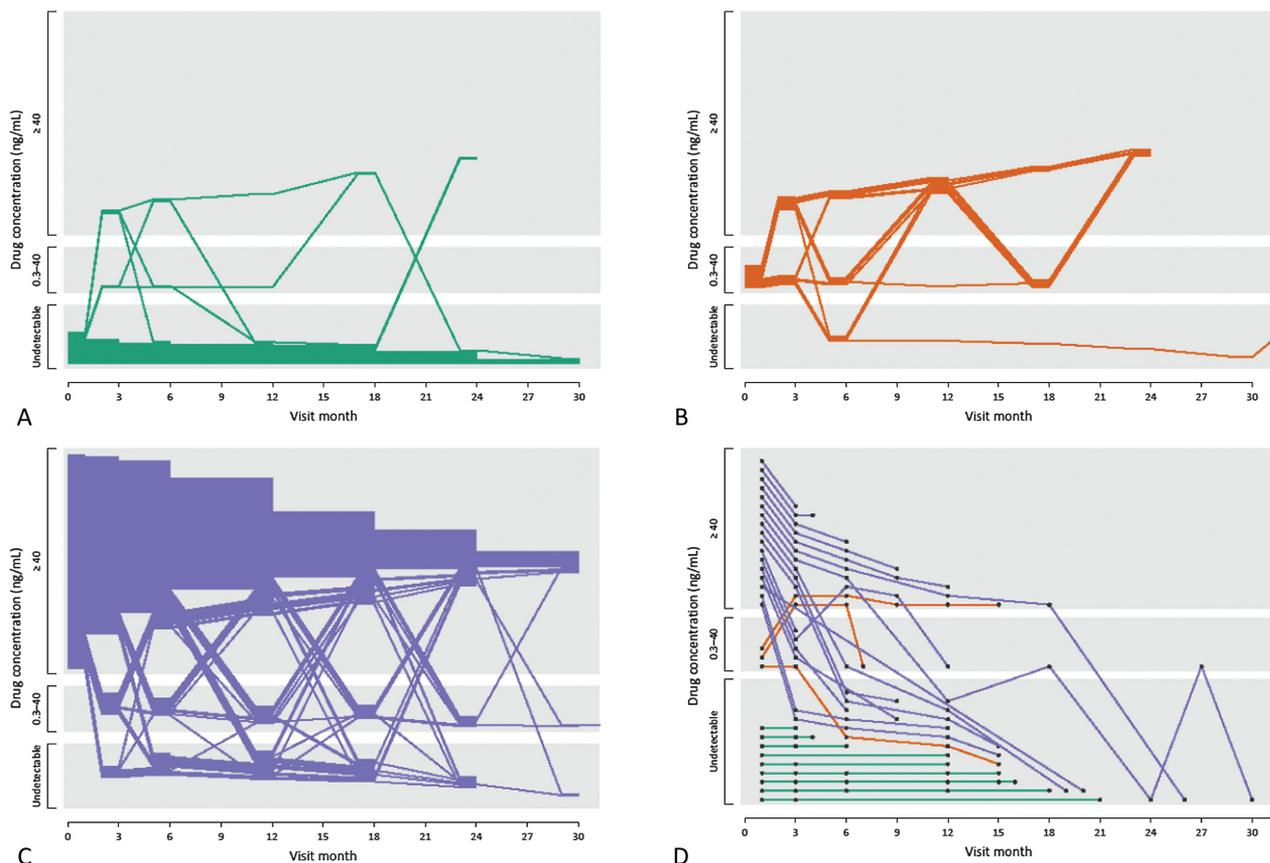 Drug concentration (ng/mL)
≥ 40
0.3–40
Undetectable
0 3 6 9 12 15 18 21 24 27 30
Visit month
A
Drug concentration (ng/mL)
≥ 40
0.3–40
Undetectable
0 3 6 9 12 15 18 21 24 27 30
Visit month
B
Drug concentration (ng/mL)
≥ 40
0.3–40
Undetectable
0 3 6 9 12 15 18 21 24 27 30
Visit month
C
Drug concentration (ng/mL)
≥ 40
0.3–40
Undetectable
0 3 6 9 12 15 18 21 24 27 30
Visit month
D